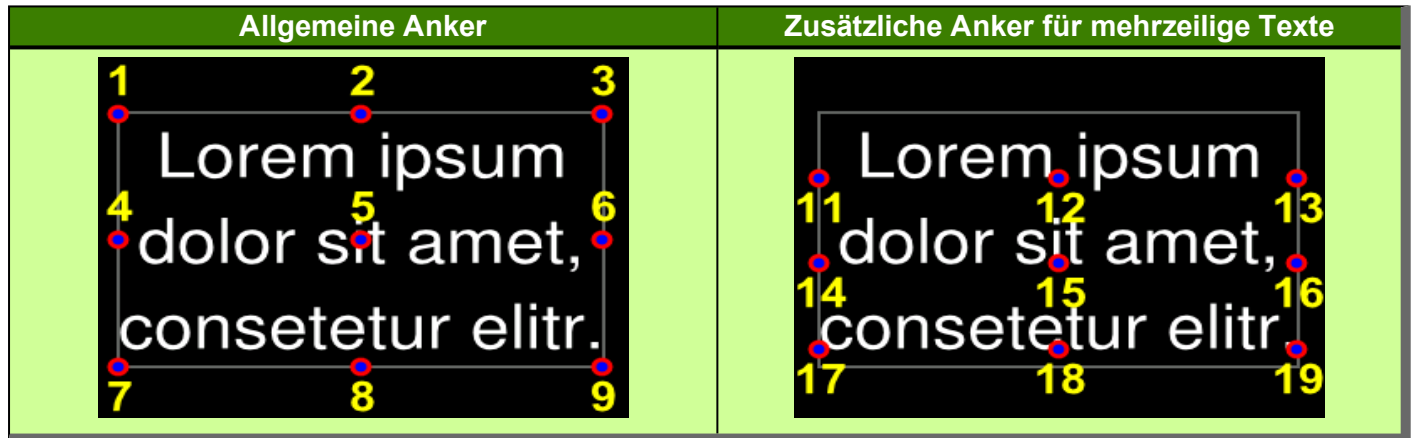 Allgemeine Anker
Zusätzliche Anker für mehrzeilige Texte
1 2 3
Lorem ipsum
4 5 6
dolor sit amet,
consetetur elitr.
7 8 9
Lorem ipsum
11 12 13
dolor sit amet,
14 15 16
consetetur elitr.
17 18 19